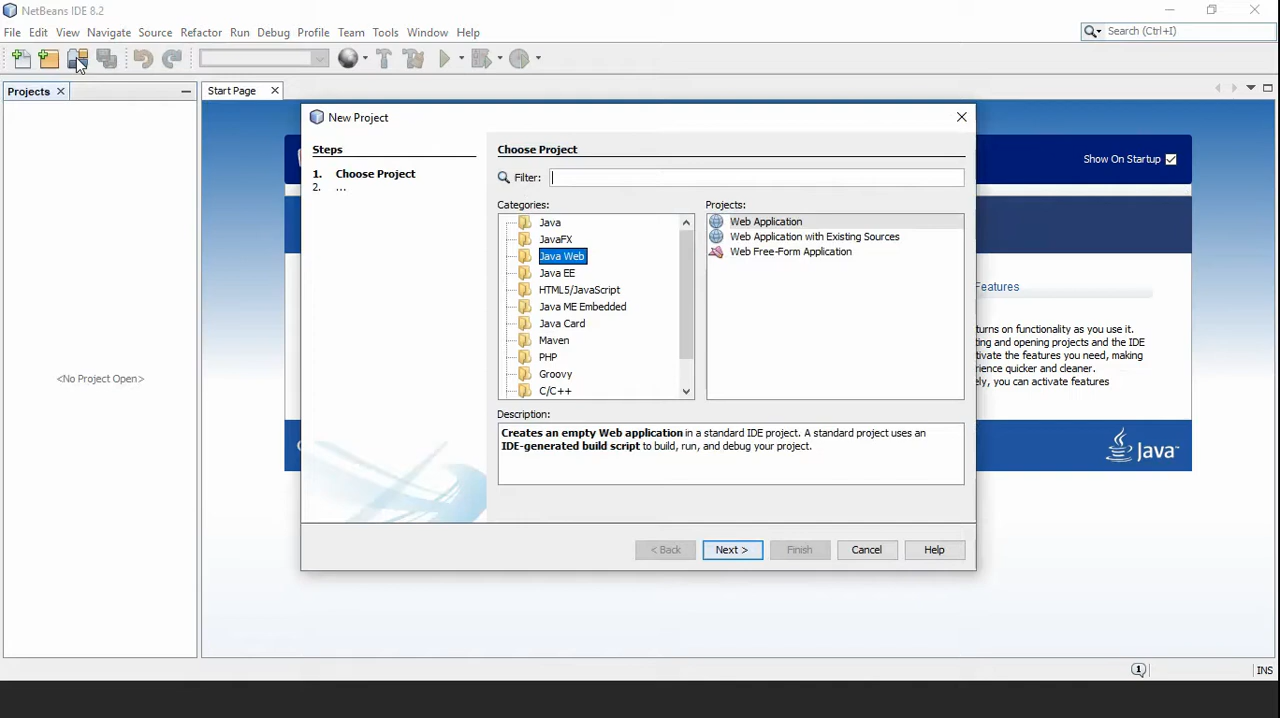 NetBeans IDE 8.2
File Edit View Navigate Source Refactor Run Debug Profile Team Tools Window Help
Search (Ctrl+I)
Projects
Start Page
New Project
Show On Startup
Steps
1. Choose Project
2. ...
Choose Project
Filter:
Categories:
Java
JavaFX
Java Web
Java EE
HTML5/JavaScript
Java ME Embedded
Java Card
Maven
PHP
Groovy
C/C++
Projects:
Web Application
Web Application with Existing Sources
Web Free-Form Application
Description:
Creates an empty Web application in a standard IDE project. A standard project uses an
IDE-generated build script to build, run, and debug your project.
< Back
Next >
Finish
Cancel
Help
<No Project Open>
Features
turns on functionality as you use it.
ting and opening projects and the IDE
tivate the features you need, making
rience quicker and cleaner.
ly, you can activate features
Java
1
INS